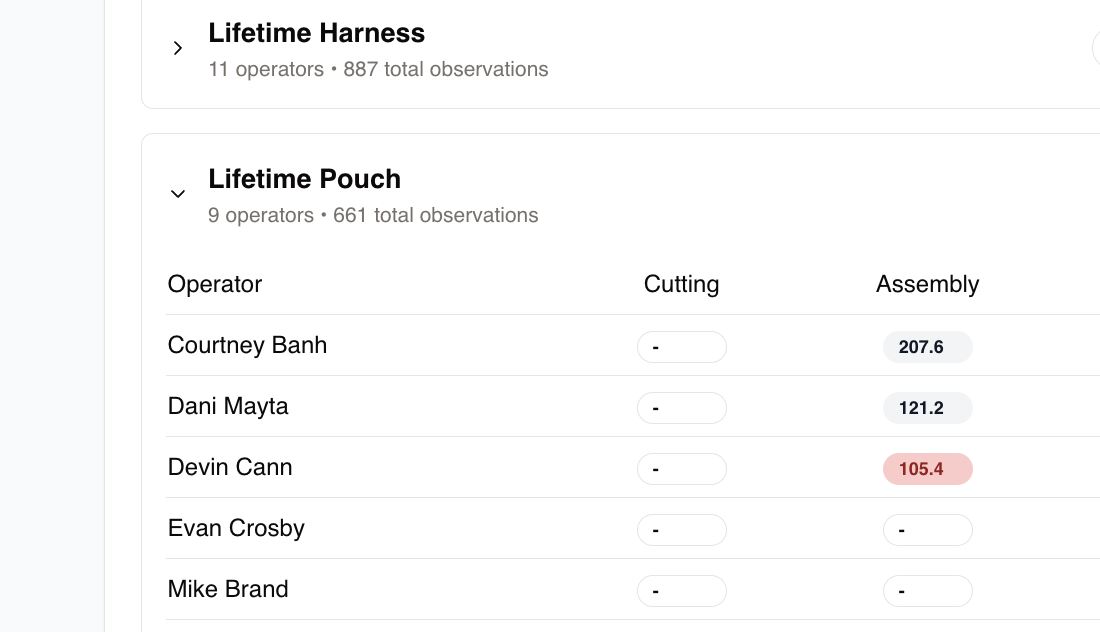 Lifetime Harness
11 operators • 887 total observations
Lifetime Pouch
9 operators • 661 total observations
Operator Cutting Assembly
Courtney Banh - 207.6
Dani Mayta - 121.2
Devin Cann - 105.4
Evan Crosby - -
Mike Brand - -